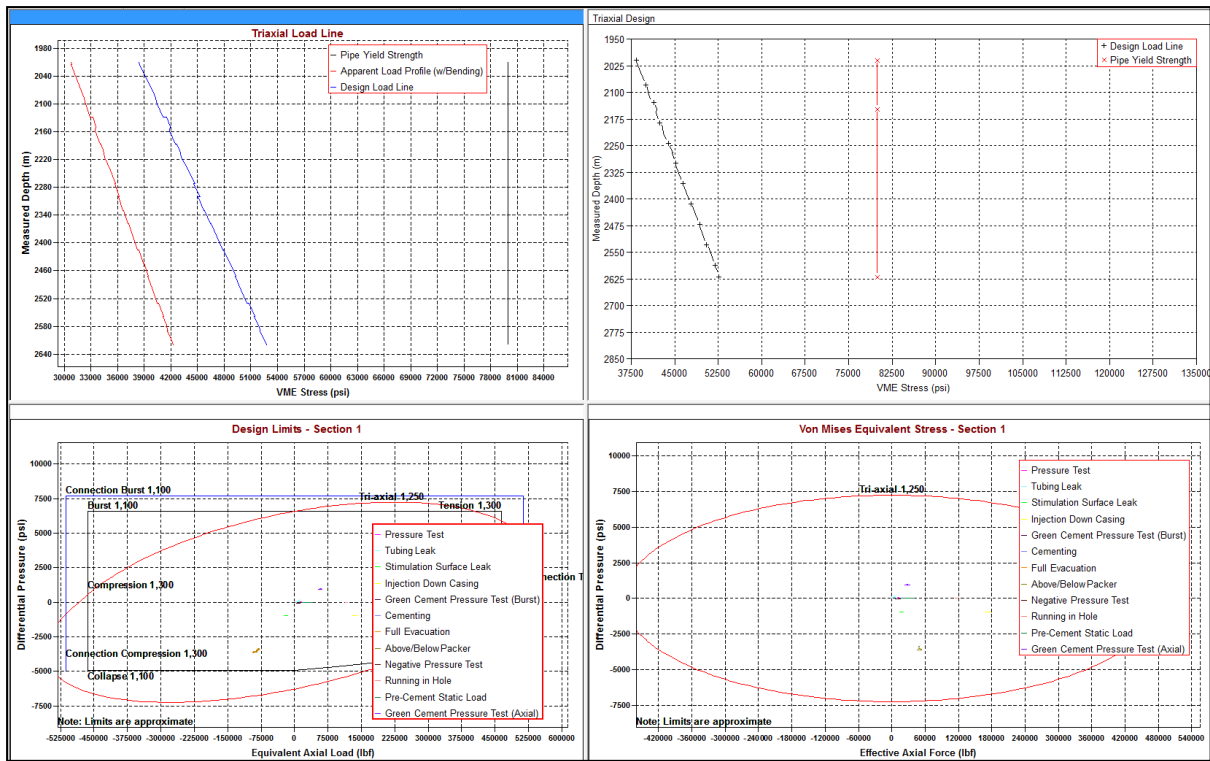 Triaxial Load Line
Measured Depth (m)
1980
2040
2100
2160
2220
2280
2340
2400
2460
2520
2580
2640
Pipe Yield Strength
Apparent Load Profile (w/Bending)
Design Load Line
30000 33000 36000 39000 42000 45000 48000 51000 54000 57000 60000 63000 66000 69000 72000 75000 78000 81000 84000
VME Stress (psi)
Triaxial Design
Measured Depth (m)
1950
2025
2100
2175
2250
2325
2400
2475
2550
2625
2700
2775
2850
Design Load Line
Pipe Yield Strength
37500 45000 52500 60000 67500 75000 82500 90000 97500 105000 112500 120000 127500 135000
VME Stress (psi)
Design Limits - Section 1
Differential Pressure (psi)
10000
7500
5000
2500
0
-2500
-5000
-7500
Connection Burst 1,100
Burst 1,100
Tri-axial 1,250
Tension 1,300
Compression 1,300
nection T
Connection Compression 1,300
Collapse 1,100
Note: Limits are approximate
Pressure Test
Tubing Leak
Stimulation Surface Leak
Injection Down Casing
Green Cement Pressure Test (Burst)
Cementing
Full Evacuation
Above/Below Packer
Negative Pressure Test
Running in Hole
Pre-Cement Static Load
Green Cement Pressure Test (Axial)
-525000 -450000 -375000 -300000 -225000 -150000 -75000 0 75000 150000 225000 300000 375000 450000 525000 600000
Equivalent Axial Load (lbf)
Von Mises Equivalent Stress - Section 1
Differential Pressure (psi)
10000
7500
5000
2500
0
-2500
-5000
-7500
Tri-axial 1,250
Note: Limits are approximate
Pressure Test
Tubing Leak
Stimulation Surface Leak
Injection Down Casing
Green Cement Pressure Test (Burst)
Cementing
Full Evacuation
Above/Below Packer
Negative Pressure Test
Running in Hole
Pre-Cement Static Load
Green Cement Pressure Test (Axial)
-420000 -360000 -300000 -240000 -180000 -120000 -60000 0 60000 120000 180000 240000 300000 360000 420000 480000 540000
Effective Axial Force (lbf)